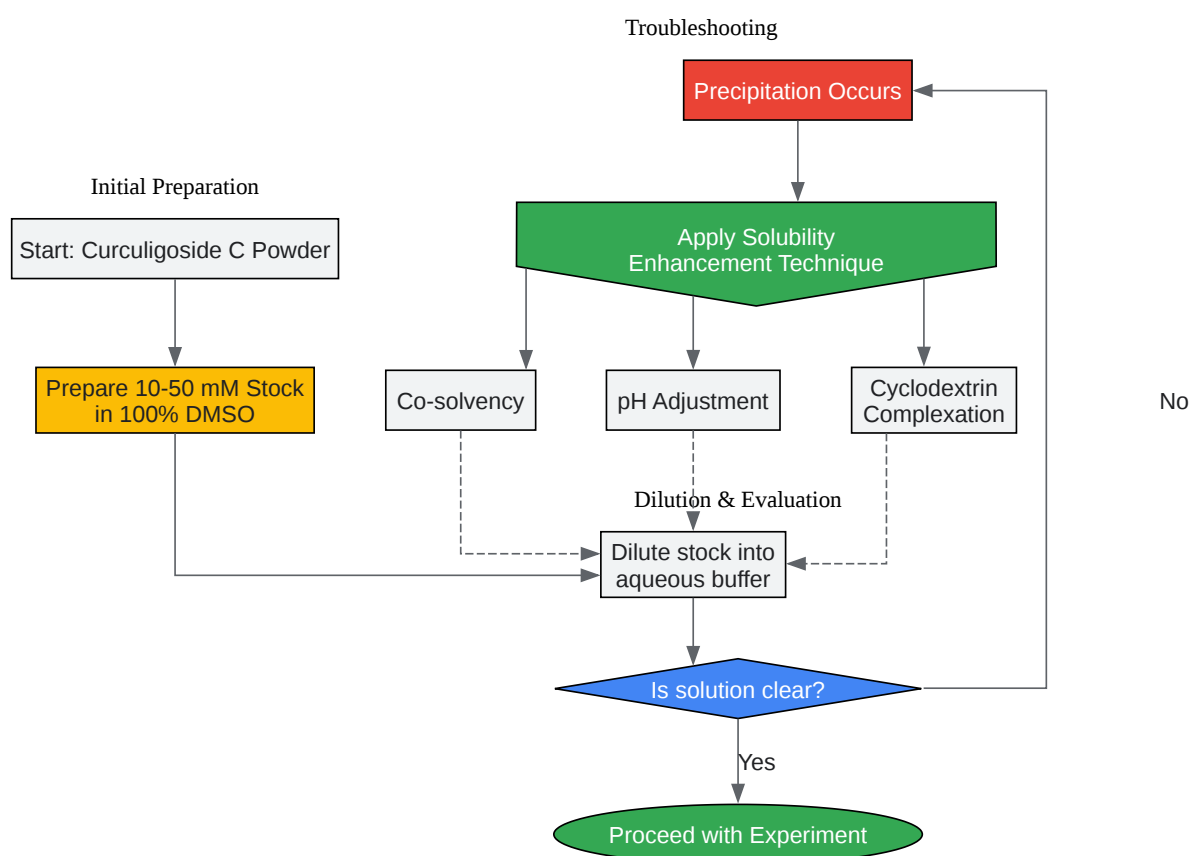 Troubleshooting
Precipitation Occurs
Initial Preparation
Start: Curculigoside C Powder
Apply Solubility
Enhancement Technique
Prepare 10-50 mM Stock
in 100% DMSO
Co-solvency
pH Adjustment
Cyclodextrin
Complexation
No
Dilution & Evaluation
Dilute stock into
aqueous buffer
Is solution clear?
Yes
Proceed with Experiment